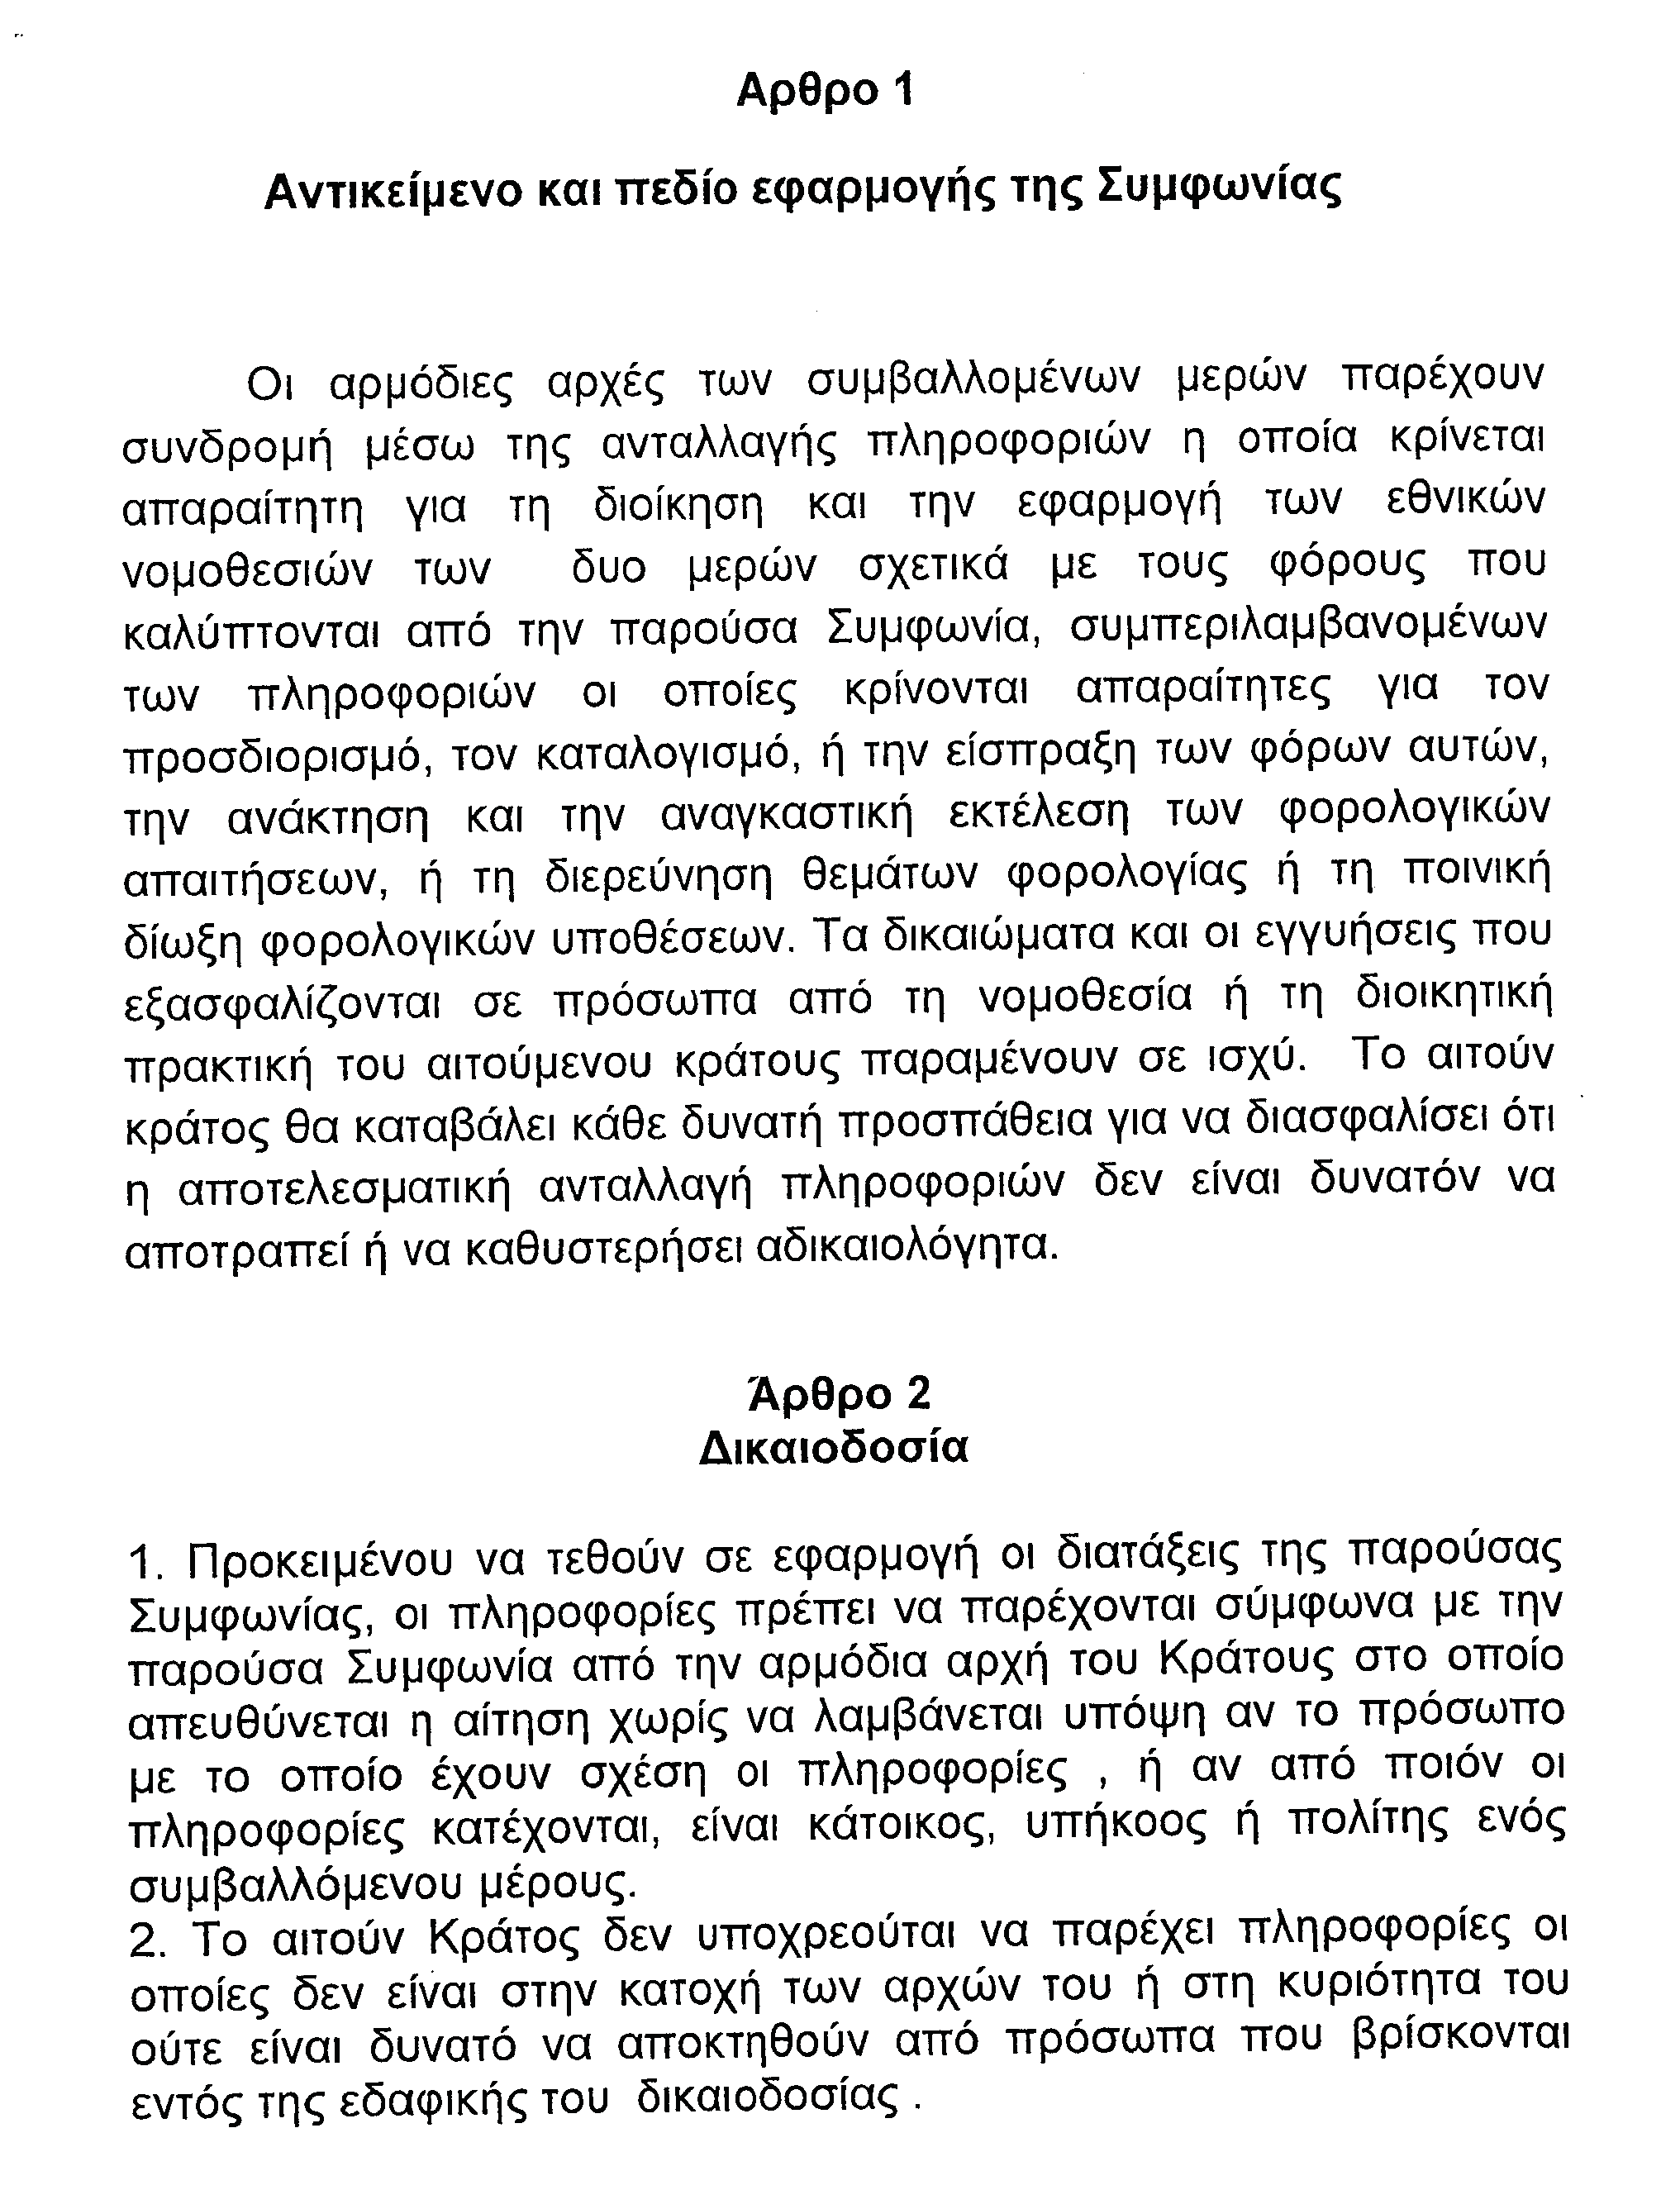 Αρθρο 1
Αντικείμενο και πεδίο εφαρμογής της Συμφωνίας
Οι αρμόδιες αρχές των συμβαλλομένων μερών παρέχουν
συνδρομή μέσω της ανταλλαγής πληροφοριών η οποία κρίνεται
απαραίτητη για τη διοίκηση και την εφαρμογή των εθνικών
νομοθεσιών των δυο μερών σχετικά με τους φόρους που
καλύπτονται από την παρούσα Συμφωνία, συμπεριλαμβανομένων
των πληροφοριών οι οποίες κρίνονται απαραίτητες για τον
προσδιορισμό, τον καταλογισμό, ή την είσπραξη των φόρων αυτών,
την ανάκτηση και την αναγκαστική εκτέλεση των φορολογικών
απαιτήσεων, ή τη διερεύνηση θεμάτων φορολογίας ή τη ποινική
δίωξη φορολογικών υποθέσεων. Τα δικαιώματα και οι εγγυήσεις που
εξασφαλίζονται σε πρόσωπα από τη νομοθεσία ή τη διοικητική
πρακτική του αιτούμενου κράτους παραμένουν σε ισχύ. Το αιτούν
κράτος θα καταβάλει κάθε δυνατή προσπάθεια για να διασφαλίσει ότι
η αποτελεσματική ανταλλαγή πληροφοριών δεν είναι δυνατόν να
αποτραπεί ή να καθυστερήσει αδικαιολόγητα.
Άρθρο 2
Δικαιοδοσία
1. Προκειμένου να τεθούν σε εφαρμογή οι διατάξεις της παρούσας
Συμφωνίας, οι πληροφορίες πρέπει να παρέχονται σύμφωνα με την
παρούσα Συμφωνία από την αρμόδια αρχή του Κράτους στο οποίο
απευθύνεται η αίτηση χωρίς να λαμβάνεται υπόψη αν το πρόσωπο
με το οποίο έχουν σχέση οι πληροφορίες , ή αν από ποιόν οι
πληροφορίες κατέχονται, είναι κάτοικος, υπήκοος ή πολίτης ενός
συμβαλλόμενου μέρους.
2. Το αιτούν Κράτος δεν υποχρεούται να παρέχει πληροφορίες οι
οποίες δεν είναι στην κατοχή των αρχών του ή στη κυριότητα του
ούτε είναι δυνατό να αποκτηθούν από πρόσωπα που βρίσκονται
εντός της εδαφικής του δικαιοδοσίας .